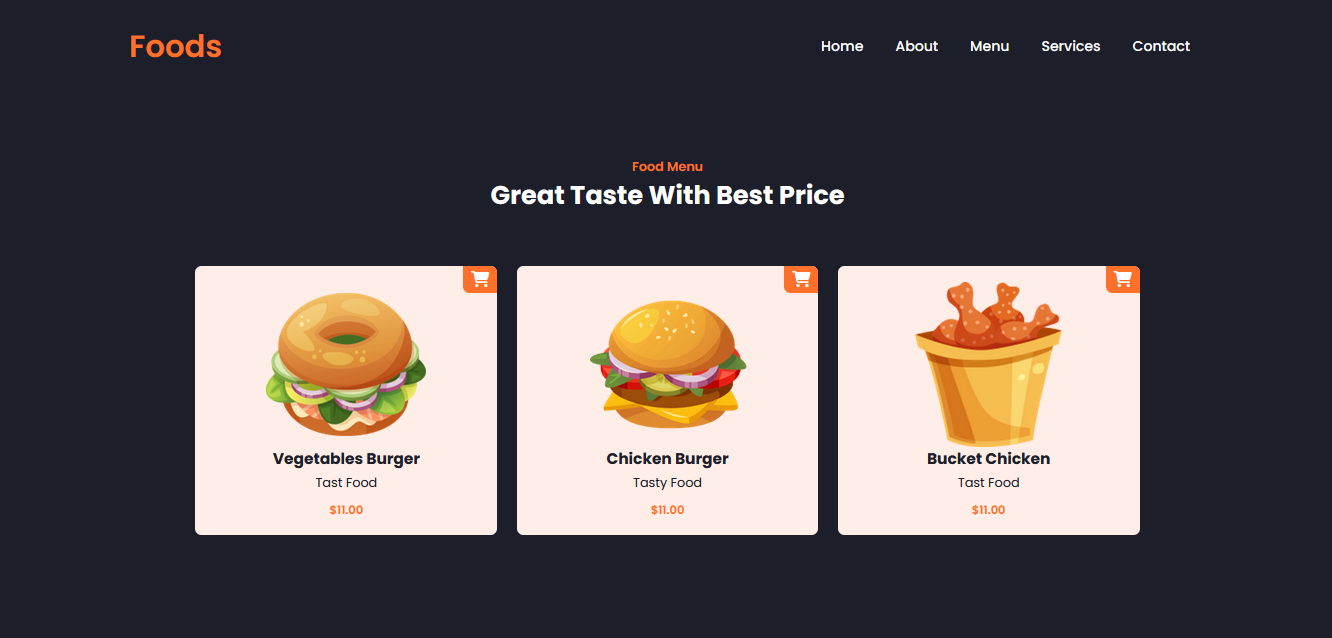 Foods
Home About Menu Services Contact
Food Menu
Great Taste With Best Price
Vegetables Burger
Tast Food
$11.00
Chicken Burger
Tasty Food
$11.00
Bucket Chicken
Tast Food
$11.00